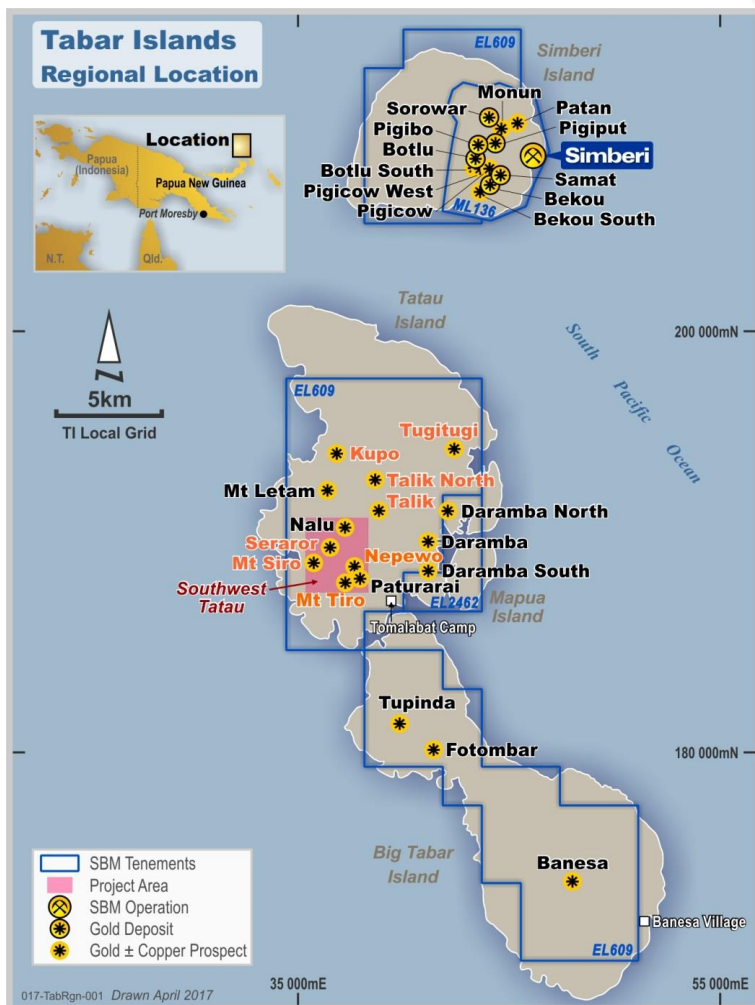 Tabar Islands
Regional Location
Location
Papua
(Indonesia)
Papua New Guinea
Port Moresby
N.T.
Qld.
EL609
Simberi
Island
Monun
Sorowar
Patan
Pigibo
Pigiput
Botlu
Simberi
Botlu South
Samat
Pigicow West
Bekou
Pigicow
ML136
Bekou South
Tatau
Island
South
Pacific
Ocean
200 000mN
N
5km
TI Local Grid
EL609
Tugitugi
Kupo
Talik North
Mt Letam
Talik
Daramba North
Nalu
Daramba
Seraror
Nepewo
Mt Siro
Daramba South
Southwest
Tatau
Paturarai
Mt Tiro
EL2462
Mapua
Island
Tomalabat Camp
Tupinda
Fotombar
180 000mN
Big Tabar
Island
Banesa
Banesa Village
EL609
SBM Tenements
Project Area
SBM Operation
Gold Deposit
Gold ± Copper Prospect
017-TabRgn-001 Drawn April 2017
35 000mE
55 000mE